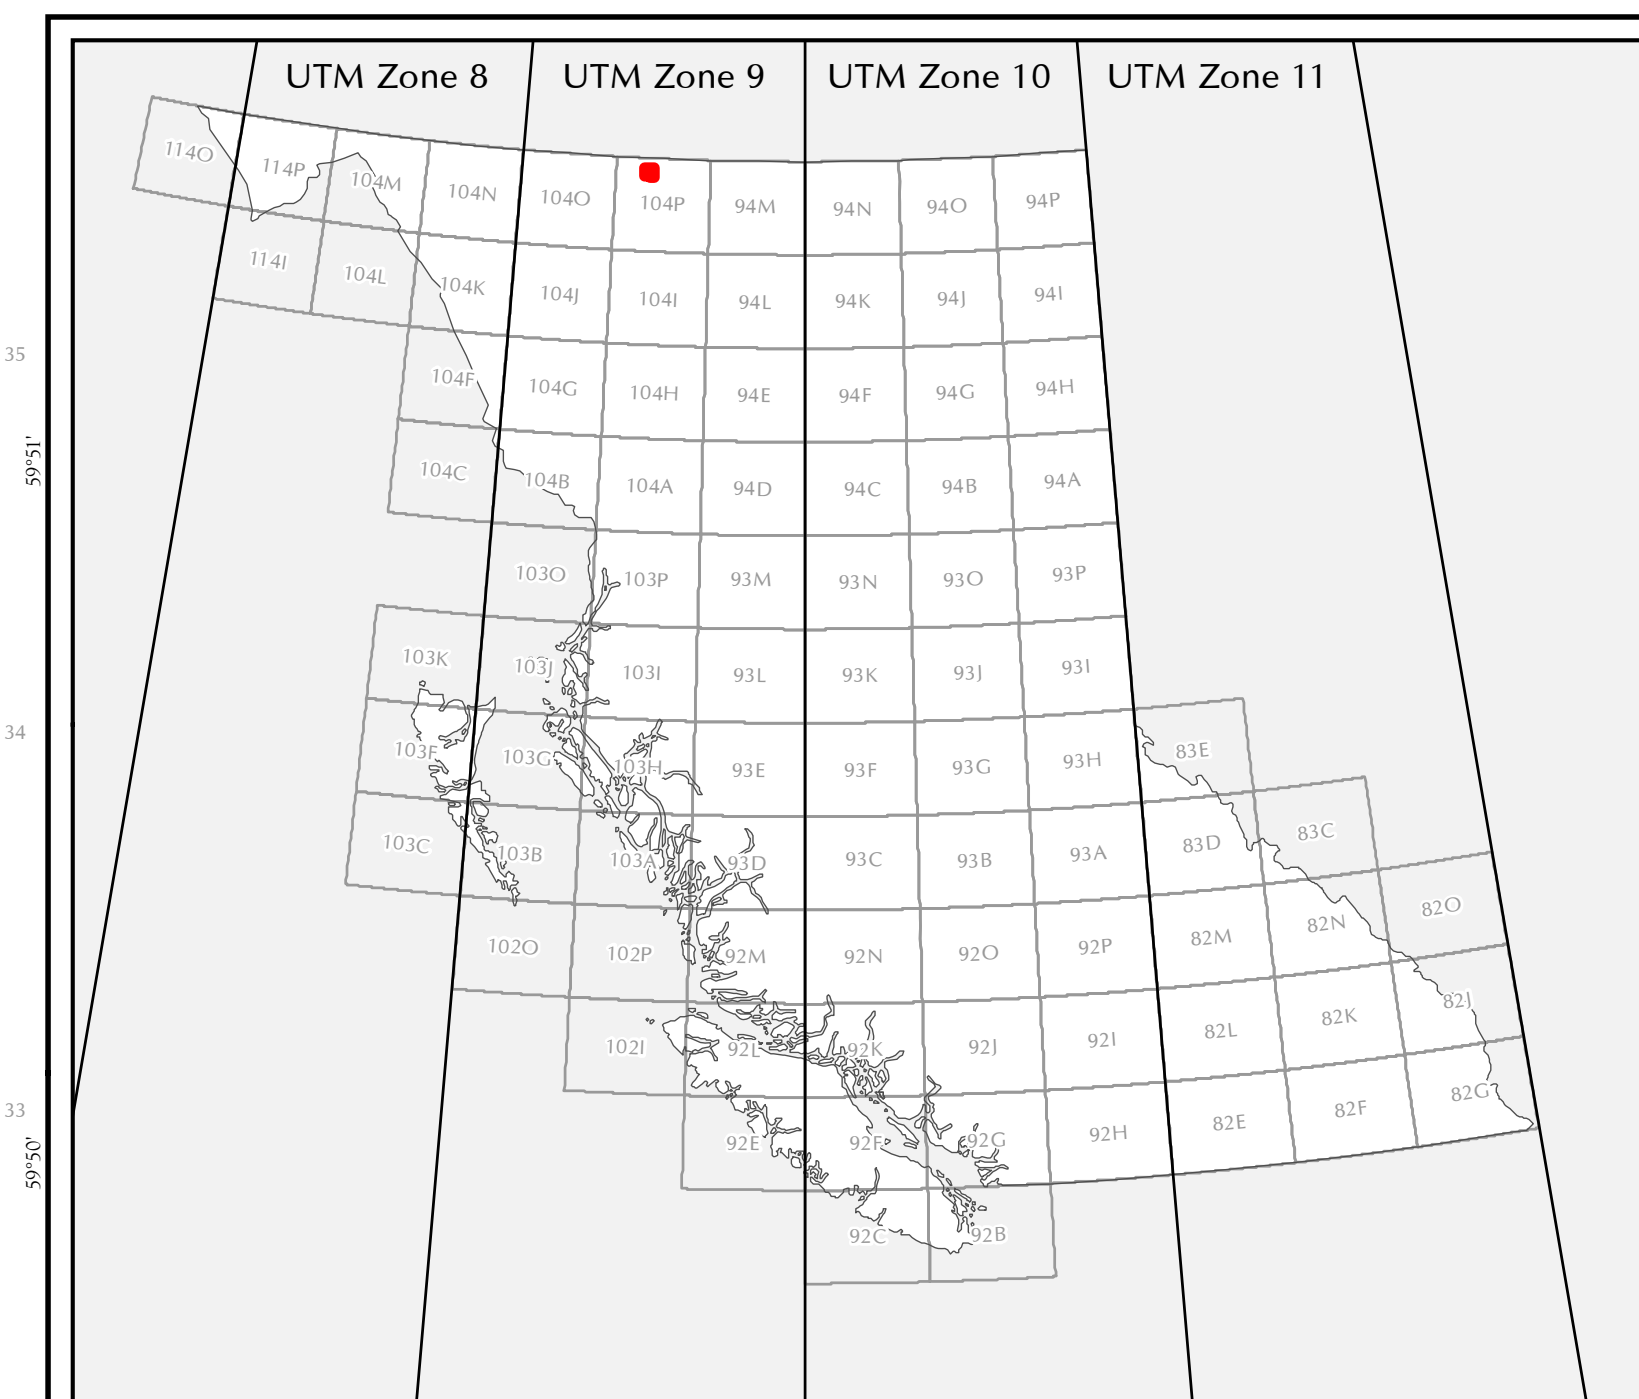 UTM Zone 8 UTM Zone 9 UTM Zone 10 UTM Zone 11
114O 114P 104M 104N 104O 104P 94M 94N 94O 94P
114I 104L 104K 104J 104I 94L 94K 94J 94I
35
104F 104G 104H 94E 94F 94G 94H
59°51'
104C 104B 104A 94D 94C 94B 94A
103O 103P 93M 93N 93O 93P
103K 103J 103I 93L 93K 93J 93I
34
103F 103G 103H 93E 93F 93G 93H 83E
103C 103B 103A 93D 93C 93B 93A 83D 83C
102O 102P 92M 92N 92O 92P 82M 82N 82O
102I 92L 92K 92J 92I 82L 82K 82J
33
59°50'
92E 92F 92G 92H 82E 82F 82G
92C 92B